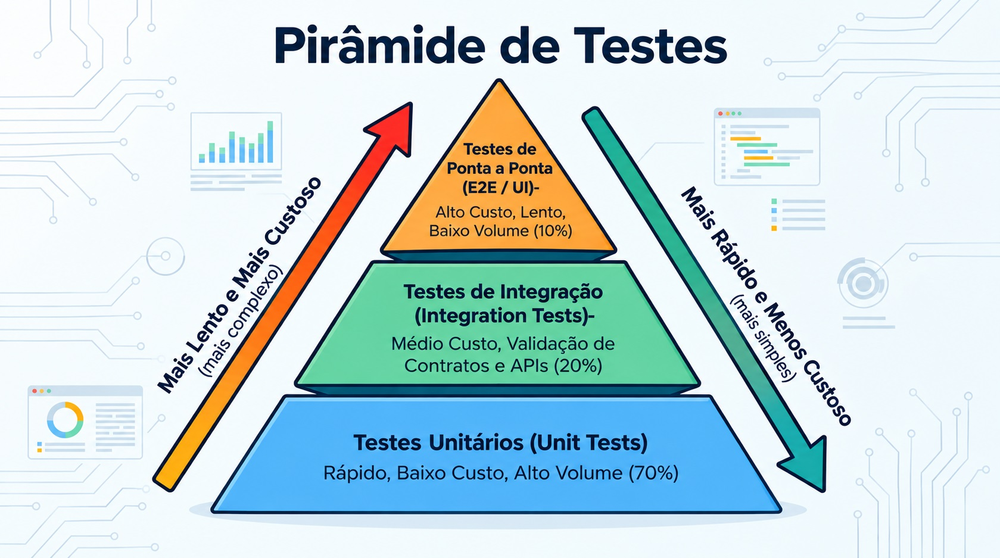 Pirâmide de Testes
Testes de
Ponta a Ponta
(E2E / UI)-
Alto Custo, Lento,
Baixo Volume (10%)
Mais Lento e Mais Custoso
(mais complexo)
Mais Rápido e Menos Custoso
(mais simples)
Testes de Integração
(Integration Tests)-
Médio Custo, Validação de
Contratos e APIs (20%)
Testes Unitários (Unit Tests)
Rápido, Baixo Custo, Alto Volume (70%)